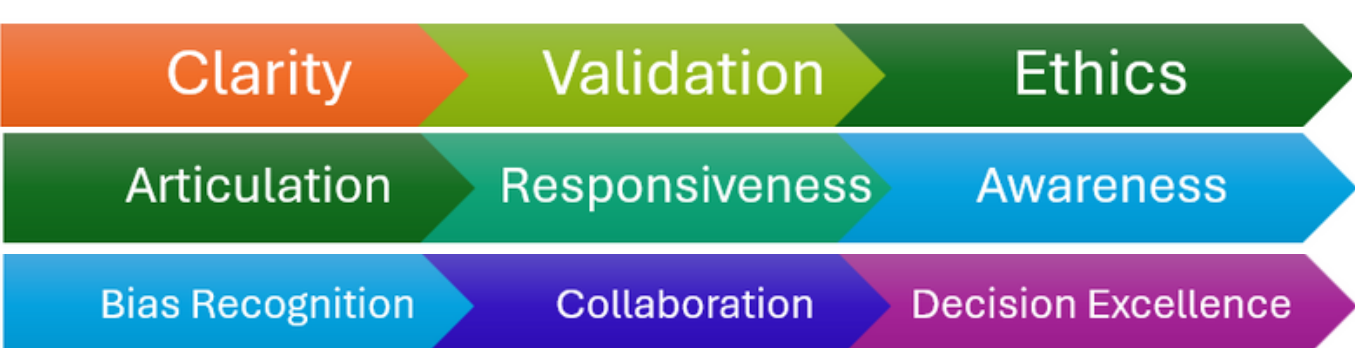 Clarity Validation Ethics
Articulation Responsiveness Awareness
Bias Recognition Collaboration Decision Excellence